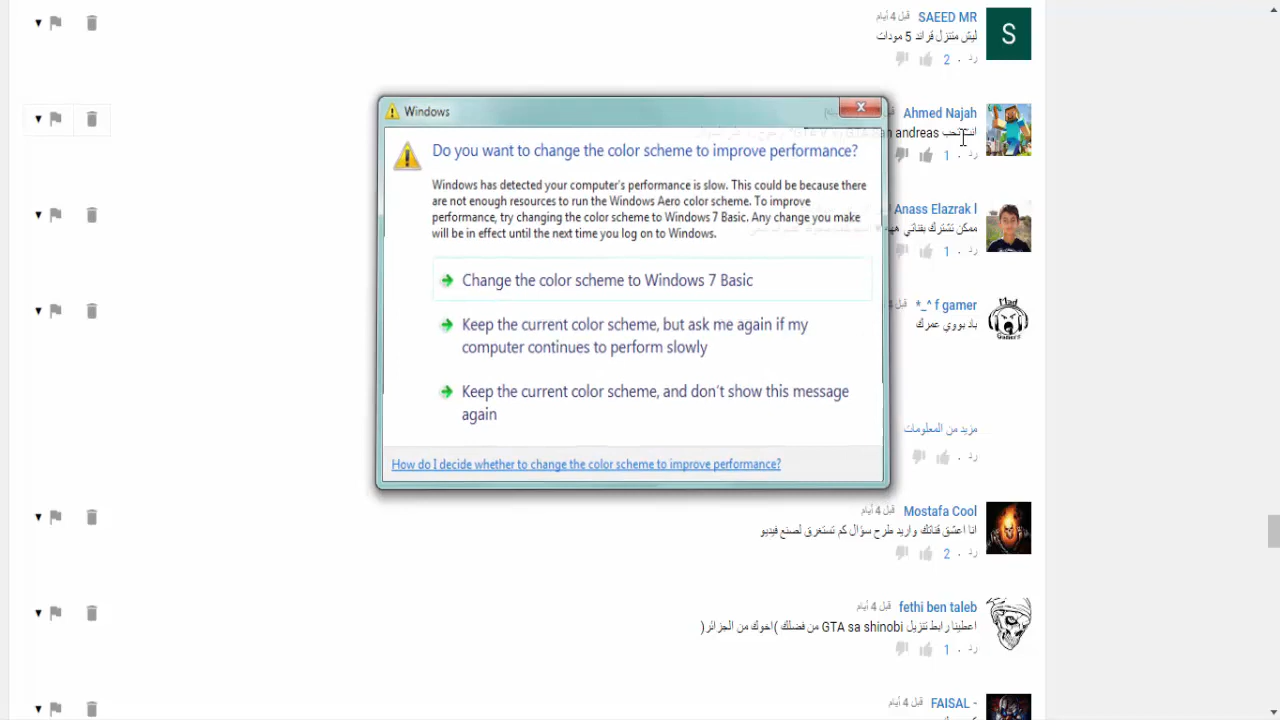 SAEED MR قبل 4 أيام
ليش متنزل قراند 5 مودات
رد . 2
S
Windows
Do you want to change the color scheme to improve performance?
Windows has detected your computer's performance is slow. This could be because there
are not enough resources to run the Windows Aero color scheme. To improve
performance, try changing the color scheme to Windows 7 Basic. Any change you make
will be in effect until the next time you log on to Windows.
Change the color scheme to Windows 7 Basic
Keep the current color scheme, but ask me again if my
computer continues to perform slowly
Keep the current color scheme, and don't show this message
again
How do I decide whether to change the color scheme to improve performance?
Ahmed Najah
andreas
رد . 1
Anass Elazrak l
ممكن تشترك بقناتي
رد . 1
*_^ f gamer
باد بووي عمرك
Mad
Gamers
مزيد من المعلومات
رد .
Mostafa Cool قبل 4 أيام
انا اعشق قناتك واريد طرح سؤال كم تستغرق لصنع فيديو
رد . 2
fethi ben taleb قبل 4 أيام
اعطينا رابط تنزيل GTA sa shinobi من فضلك )اخوك من الجزائر(
رد . 1
FAISAL - قبل 4 أيام